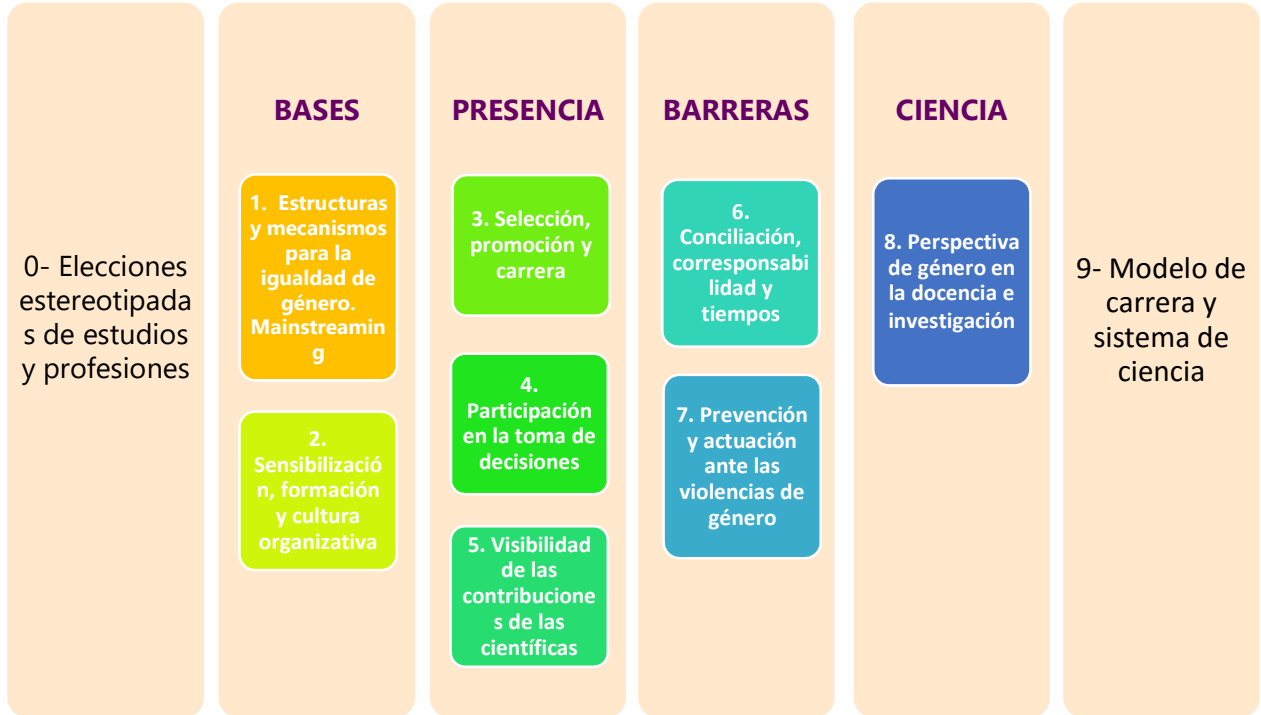 0- Elecciones
estereotipada
s de estudios
y profesiones
BASES
1. Estructuras
y mecanismos
para la
igualdad de
género.
Mainstreamin
g
2.
Sensibilizació
n, formación
y cultura
organizativa
PRESENCIA
3. Selección,
promoción y
carrera
4.
Participación
en la toma de
decisiones
5. Visibilidad
de las
contribucione
s de las
científicas
BARRERAS
6.
Conciliación,
corresponsabi
lidad y
tiempos
7. Prevención
y actuación
ante las
violencias de
género
CIENCIA
8. Perspectiva
de género en
la docencia e
investigación
9- Modelo de
carrera y
sistema de
ciencia